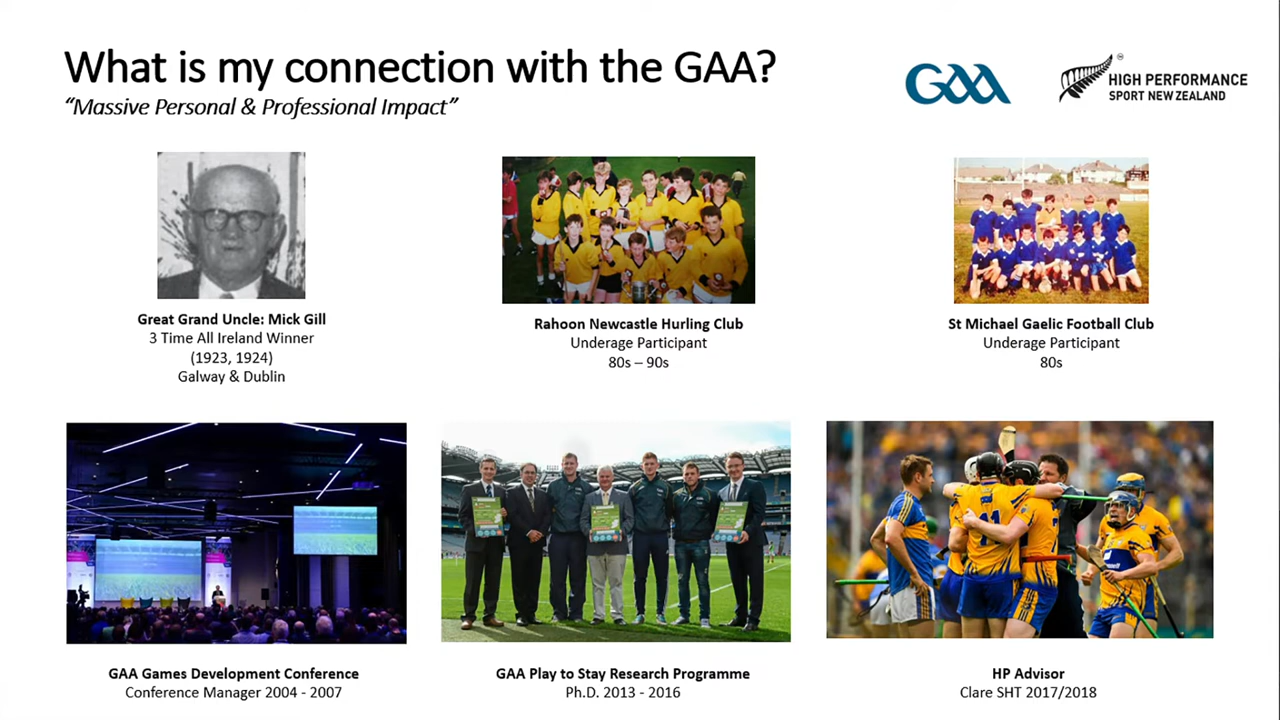 What is my connection with the GAA?
“Massive Personal & Professional Impact”
GAA
HIGH PERFORMANCE
SPORT NEW ZEALAND
Great Grand Uncle: Mick Gill
3 Time All Ireland Winner
(1923, 1924)
Galway & Dublin
Rahoon Newcastle Hurling Club
Underage Participant
80s – 90s
St Michael Gaelic Football Club
Underage Participant
80s
GAA Games Development Conference
Conference Manager 2004 - 2007
GAA Play to Stay Research Programme
Ph.D. 2013 - 2016
HP Advisor
Clare SHT 2017/2018